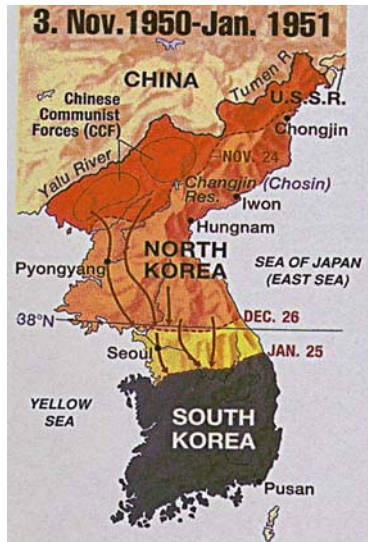 3. Nov.1950-Jan. 1951
CHINA
Tumen R.
U.S.S.R.
Chinese
Communist
Forces (CCF)
Chongjin
Yalu River
NOV. 24
Changjin (Chosin)
Res.
Iwon
Hungnam
NORTH
KOREA
Pyongyang
SEA OF JAPAN
(EAST SEA)
38°N
DEC. 26
Seoul
JAN. 25
YELLOW
SEA
SOUTH
KOREA
Pusan